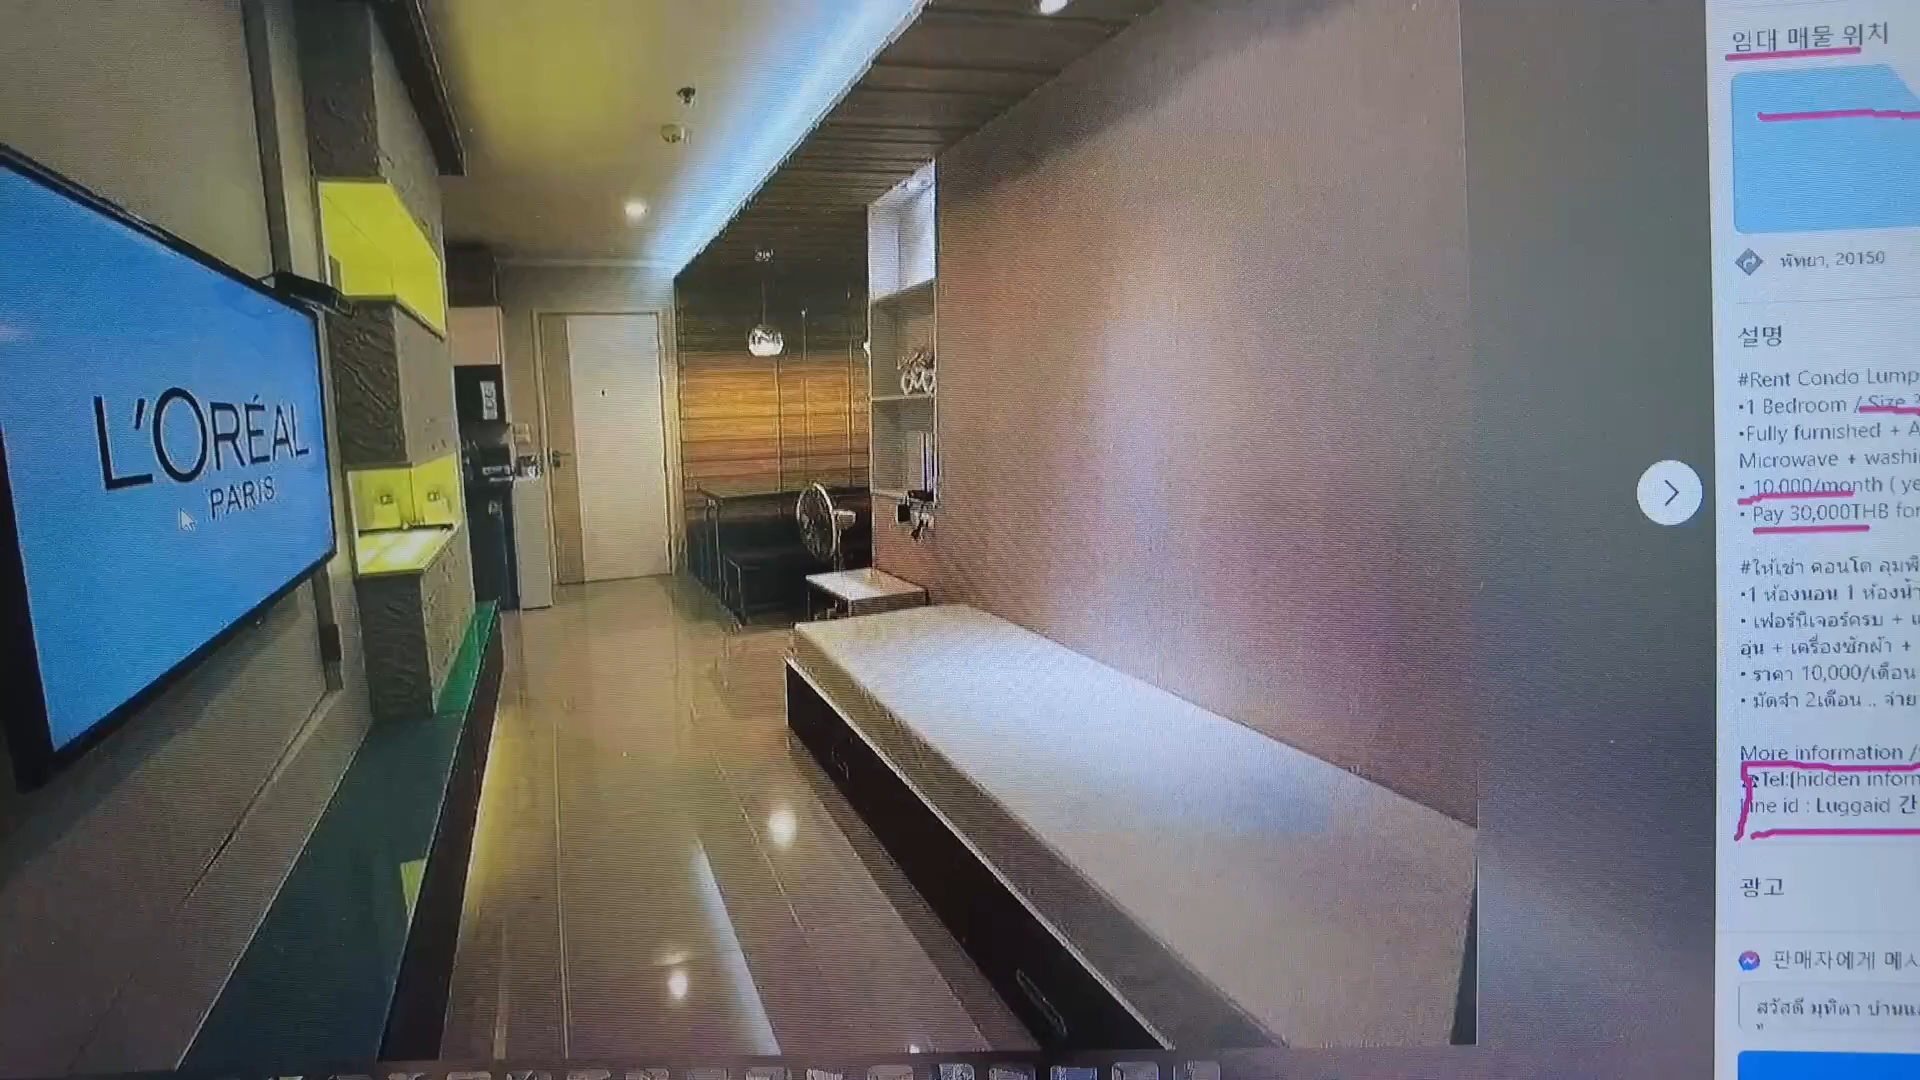 L'ORÉAL
PARIS
임대 매물 위치
พัทยา, 20150
설명
#Rent Condo Lump
•1 Bedroom / Size
•Fully furnished + A
Microwave + washi
• 10,000/month ( ye
• Pay 30,000THB for
#ให้เช่า คอนโด ลุมพิ
•1 ห้องนอน 1 ห้องน้ำ
• เฟอร์นิเจอร์ครบ + แ
อุ่น + เครื่องซักผ้า +
• ราคา 10,000/เดือน
• มัดจำ 2เดือน .. จ่าย
More information /
Tel:[hidden inform
line id : Luggaid 간
광고
판매자에게 메시
สวัสดี มุทิตา บ้านแล